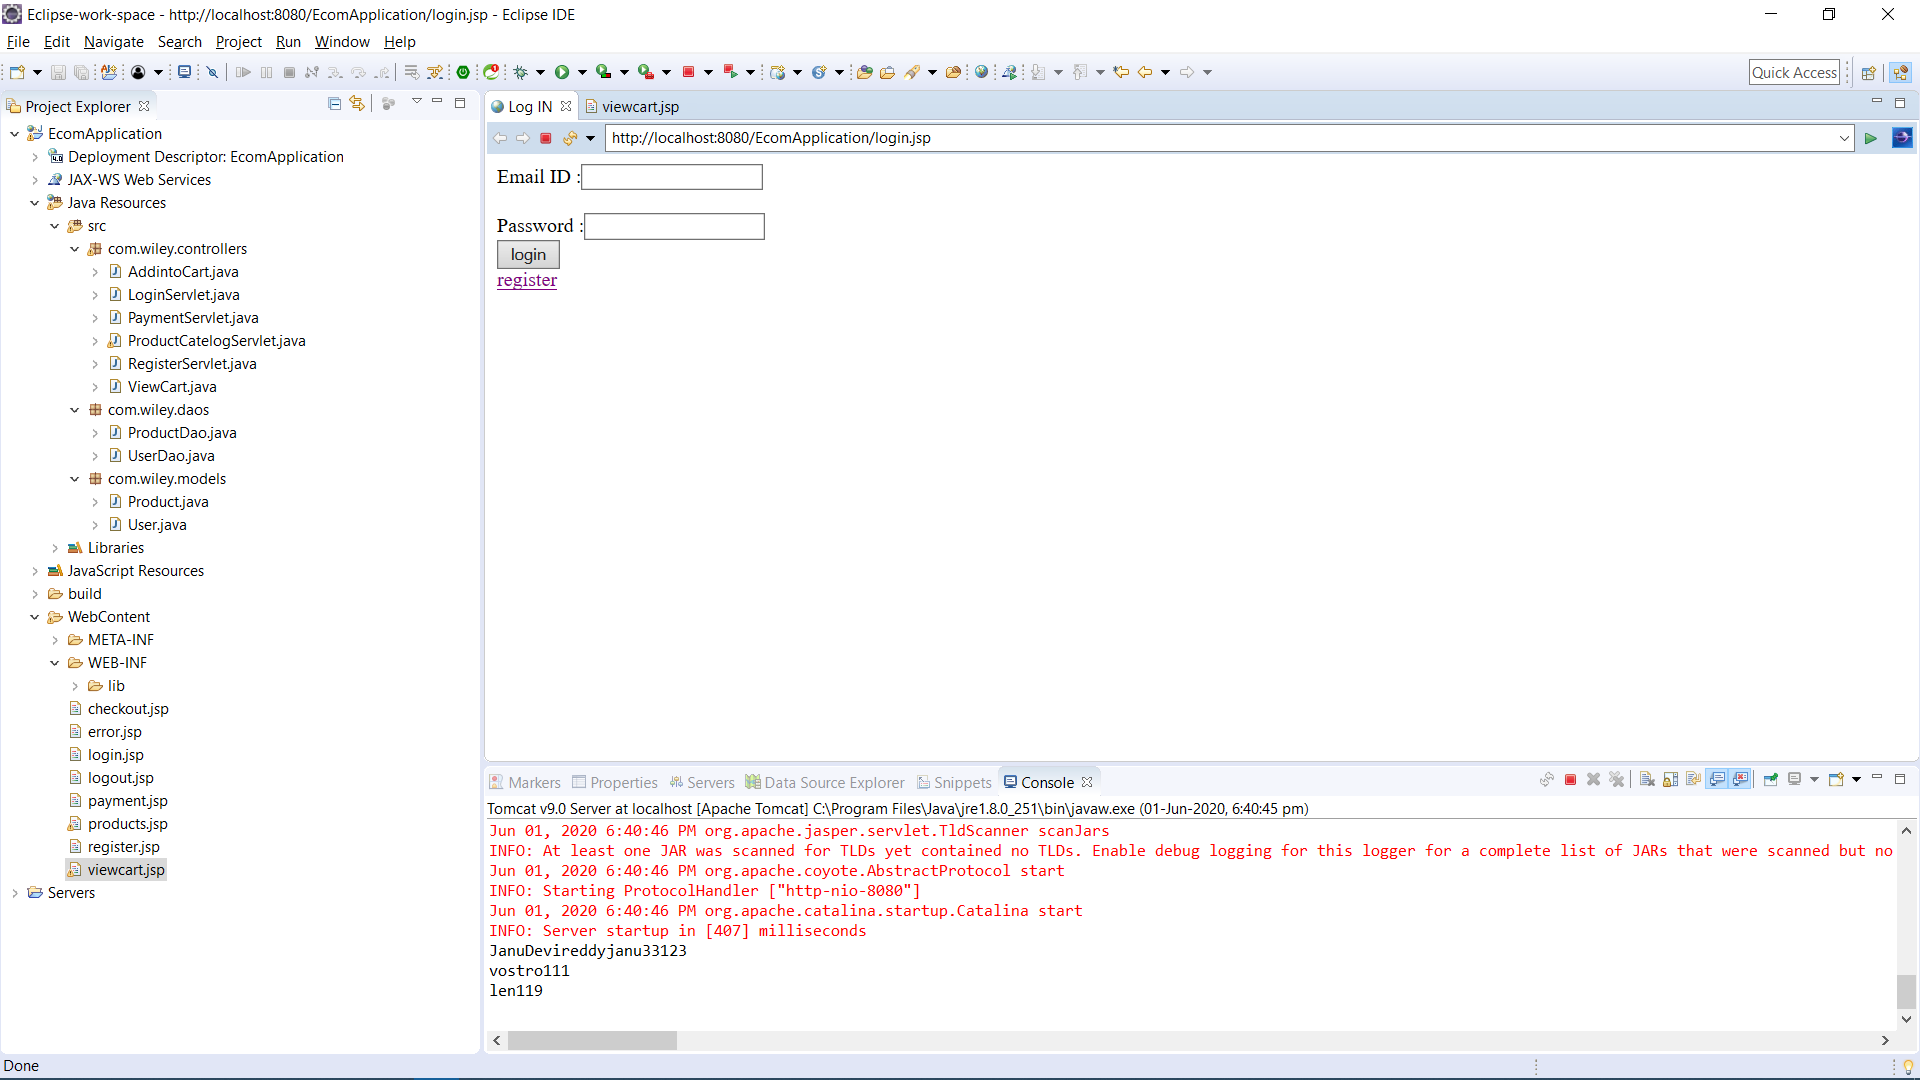 Eclipse-work-space - http://localhost:8080/EcomApplication/login.jsp - Eclipse IDE
File Edit Navigate Search Project Run Window Help
Quick Access
Project Explorer
EcomApplication
Deployment Descriptor: EcomApplication
JAX-WS Web Services
Java Resources
src
com.wiley.controllers
AddintoCart.java
LoginServlet.java
PaymentServlet.java
ProductCatelogServlet.java
RegisterServlet.java
ViewCart.java
com.wiley.daos
ProductDao.java
UserDao.java
com.wiley.models
Product.java
User.java
Libraries
JavaScript Resources
build
WebContent
META-INF
WEB-INF
lib
checkout.jsp
error.jsp
login.jsp
logout.jsp
payment.jsp
products.jsp
register.jsp
viewcart.jsp
Servers
Log IN viewcart.jsp
http://localhost:8080/EcomApplication/login.jsp
Email ID :
Password :
login
register
Markers Properties Servers Data Source Explorer Snippets Console
Tomcat v9.0 Server at localhost [Apache Tomcat] C:\Program Files\Java\jre1.8.0_251\bin\javaw.exe (01-Jun-2020, 6:40:45 pm)
Jun 01, 2020 6:40:46 PM org.apache.jasper.servlet.TldScanner scanJars
INFO: At least one JAR was scanned for TLDs yet contained no TLDs. Enable debug logging for this logger for a complete list of JARs that were scanned but no
Jun 01, 2020 6:40:46 PM org.apache.coyote.AbstractProtocol start
INFO: Starting ProtocolHandler ["http-nio-8080"]
Jun 01, 2020 6:40:46 PM org.apache.catalina.startup.Catalina start
INFO: Server startup in [407] milliseconds
JanuDevireddyjanu33123
vostro111
len119
Done